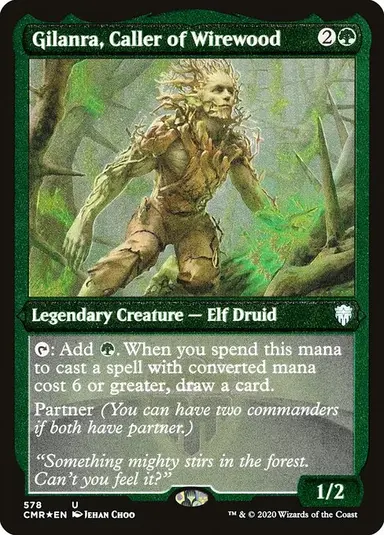 Gilanra, Caller of Wirewood 2
Legendary Creature — Elf Druid
: Add . When you spend this mana
to cast a spell with converted mana
cost 6 or greater, draw a card.
Partner (You can have two commanders
if both have partner.)
“Something mighty stirs in the forest.
Can’t you feel it?”
1/2
578 U
CMR★EN Jehan Choo
™ & © 2020 Wizards of the Coast